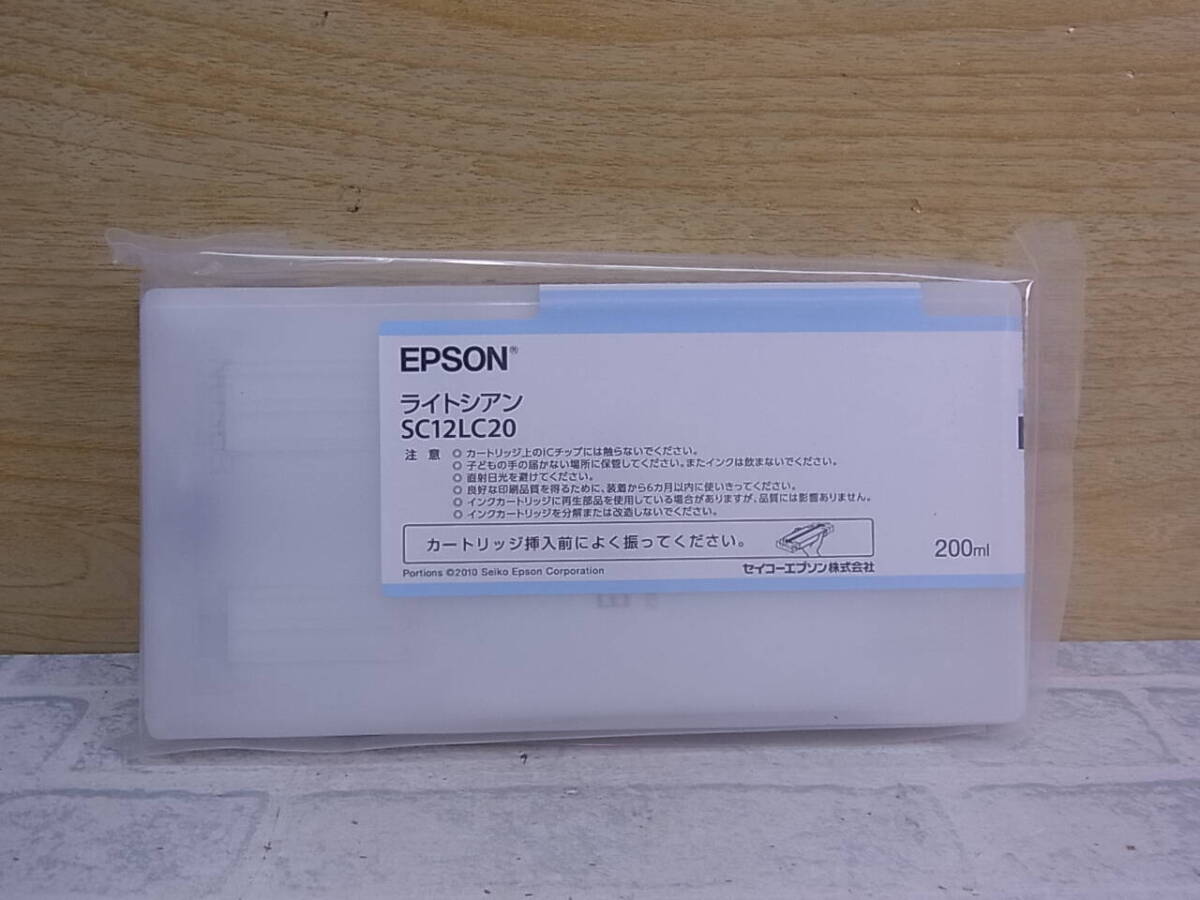 EPSON®
ライトシアン
SC12LC20
注 意 ◎ カートリッジ上のICチップには触らないでください。
◎ 子どもの手の届かない場所に保管してください。またインクは飲まないでください。
◎ 直射日光を避けてください。
◎ 良好な印刷品質を得るために、装着から6カ月以内に使いきってください。
◎ インクカートリッジに再生部品を使用している場合がありますが、品質には影響ありません。
◎ インクカートリッジを分解または改造しないでください。
カートリッジ挿入前によく振ってください。
200ml
Portions ©2010 Seiko Epson Corporation
セイコーエプソン株式会社